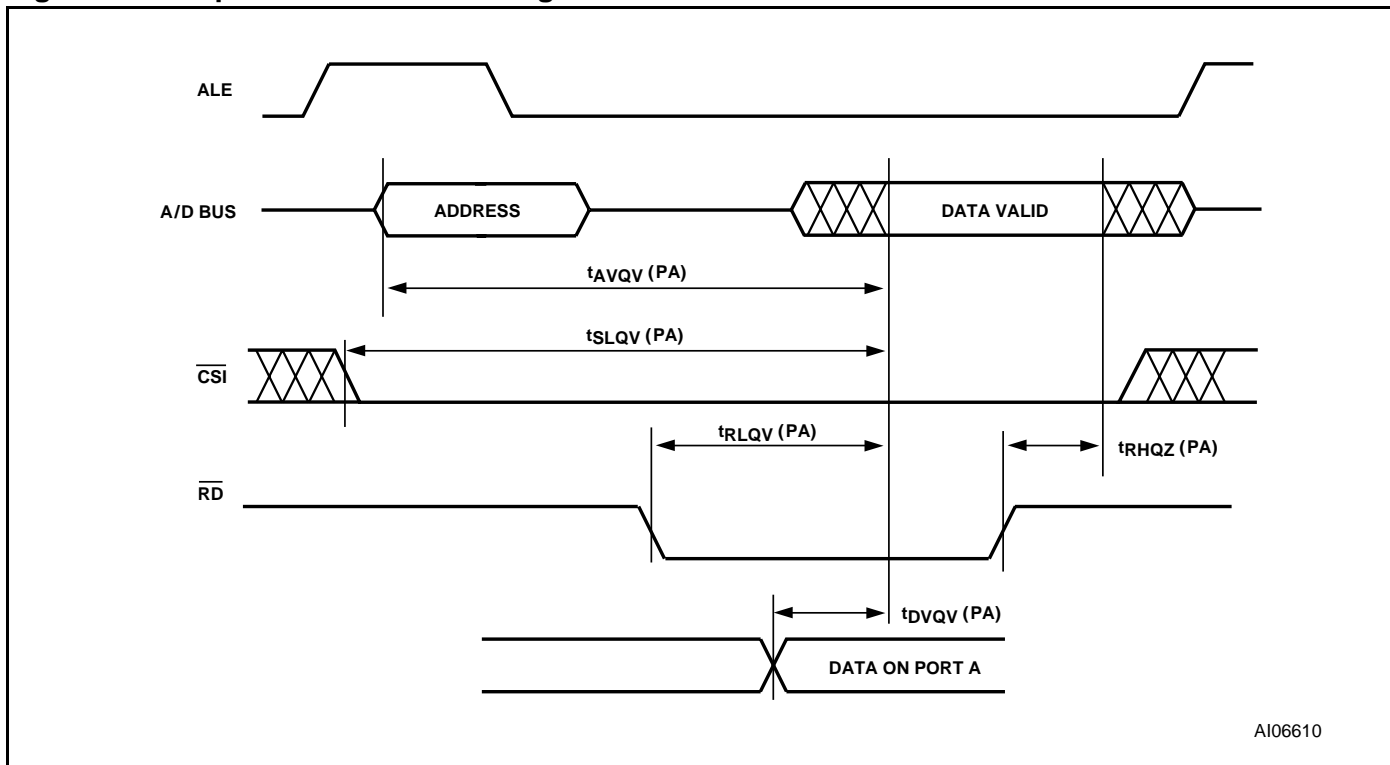 ALE
A/D BUS
ADDRESS
DATA VALID
tAVQV (PA)
tSLQV (PA)
CSI
tRLQV (PA)
tRHQZ (PA)
RD
tDVQV (PA)
DATA ON PORT A
AI06610